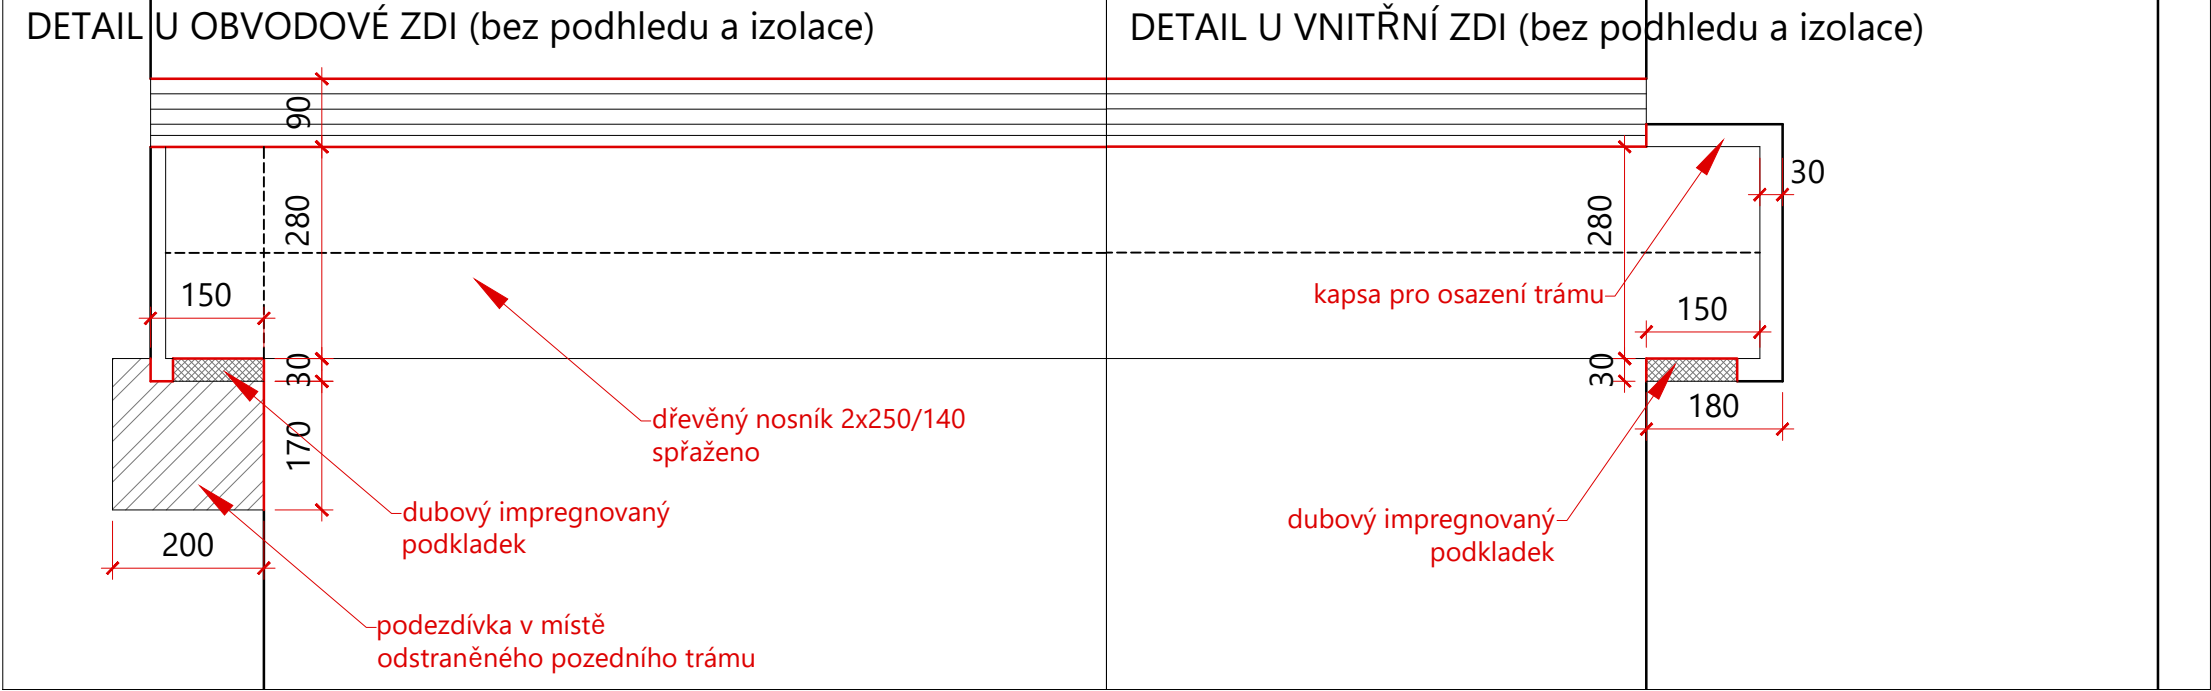 DETAIL U OBVODOVÉ ZDI (bez podhledu a izolace)
90
280
150
30
170
200
dřevěný nosník 2x250/140
spřaženo
dubový impregnovaný
podkladek
podezdívka v místě
odstraněného pozedního trámu
DETAIL U VNITŘNÍ ZDI (bez podhledu a izolace)
30
280
kapsa pro osazení trámu
150
30
180
dubový impregnovaný
podkladek